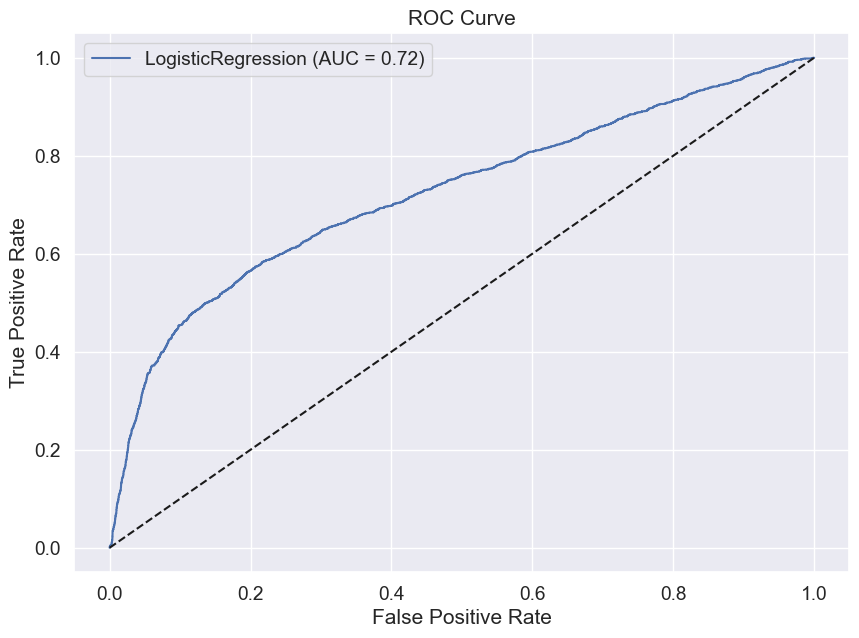 ROC Curve
LogisticRegression (AUC = 0.72)
1.0
0.8
0.6
0.4
0.2
0.0
True Positive Rate
0.0 0.2 0.4 0.6 0.8 1.0
False Positive Rate